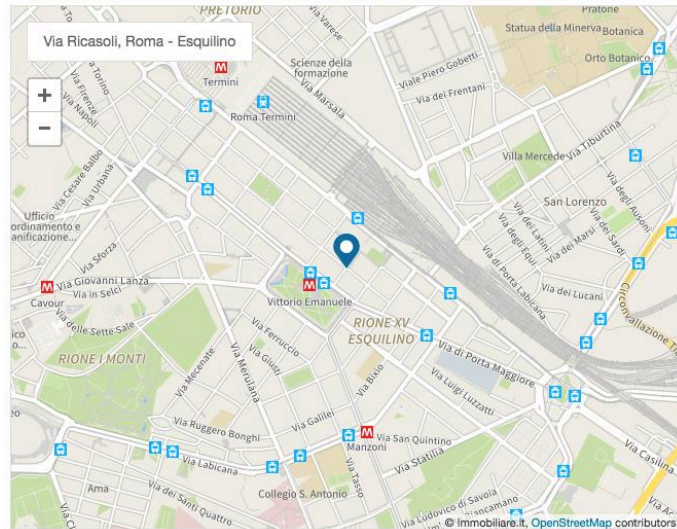 PRETORIO
Via Varese
Pratone
Statua della Minerva
Botanica
Via Ricasoli, Roma - Esquilino
Scienze della
formazione
Viale Piero Gobetti
Orto Botanico
Via Torino
Termini
Via Firenze
Via dei Frentani
+
Via Marsala
Via Napoli
Roma Termini
−
Via Tiburtina
Villa Mercede
Via Cesare Balbo
Via Urbana
San Lorenzo
Via degli Ausoni
Ufficio
Via dei Latini
Via dei Sardi
Via dei Marsi
Via degli Equi
Via Sforza
Via di Porta Labicana
Via Giovanni Lanza
Via dei Lucani
Via in Selci
Cavour
Vittorio Emanuele
Circonvallazione
RIONE XV
ESQUILINO
Via delle Sette Sale
Via Ferruccio
RIONE I MONTI
Via di Porta Maggiore
Via Giusti
Via Merulana
Via Mecenate
Via Bixio
Via Luigi Luzzatti
Via Galilei
Via Ruggero Bonghi
Manzoni
Via San Quintino
Via Labicana
Via Statilia
Via Casilina
Via Tasso
Ama
Collegio S. Antonio
Via dei Santi Quattro
Via Ludovico di Savoia
© Immobiliare.it, OpenStreetMap contributors